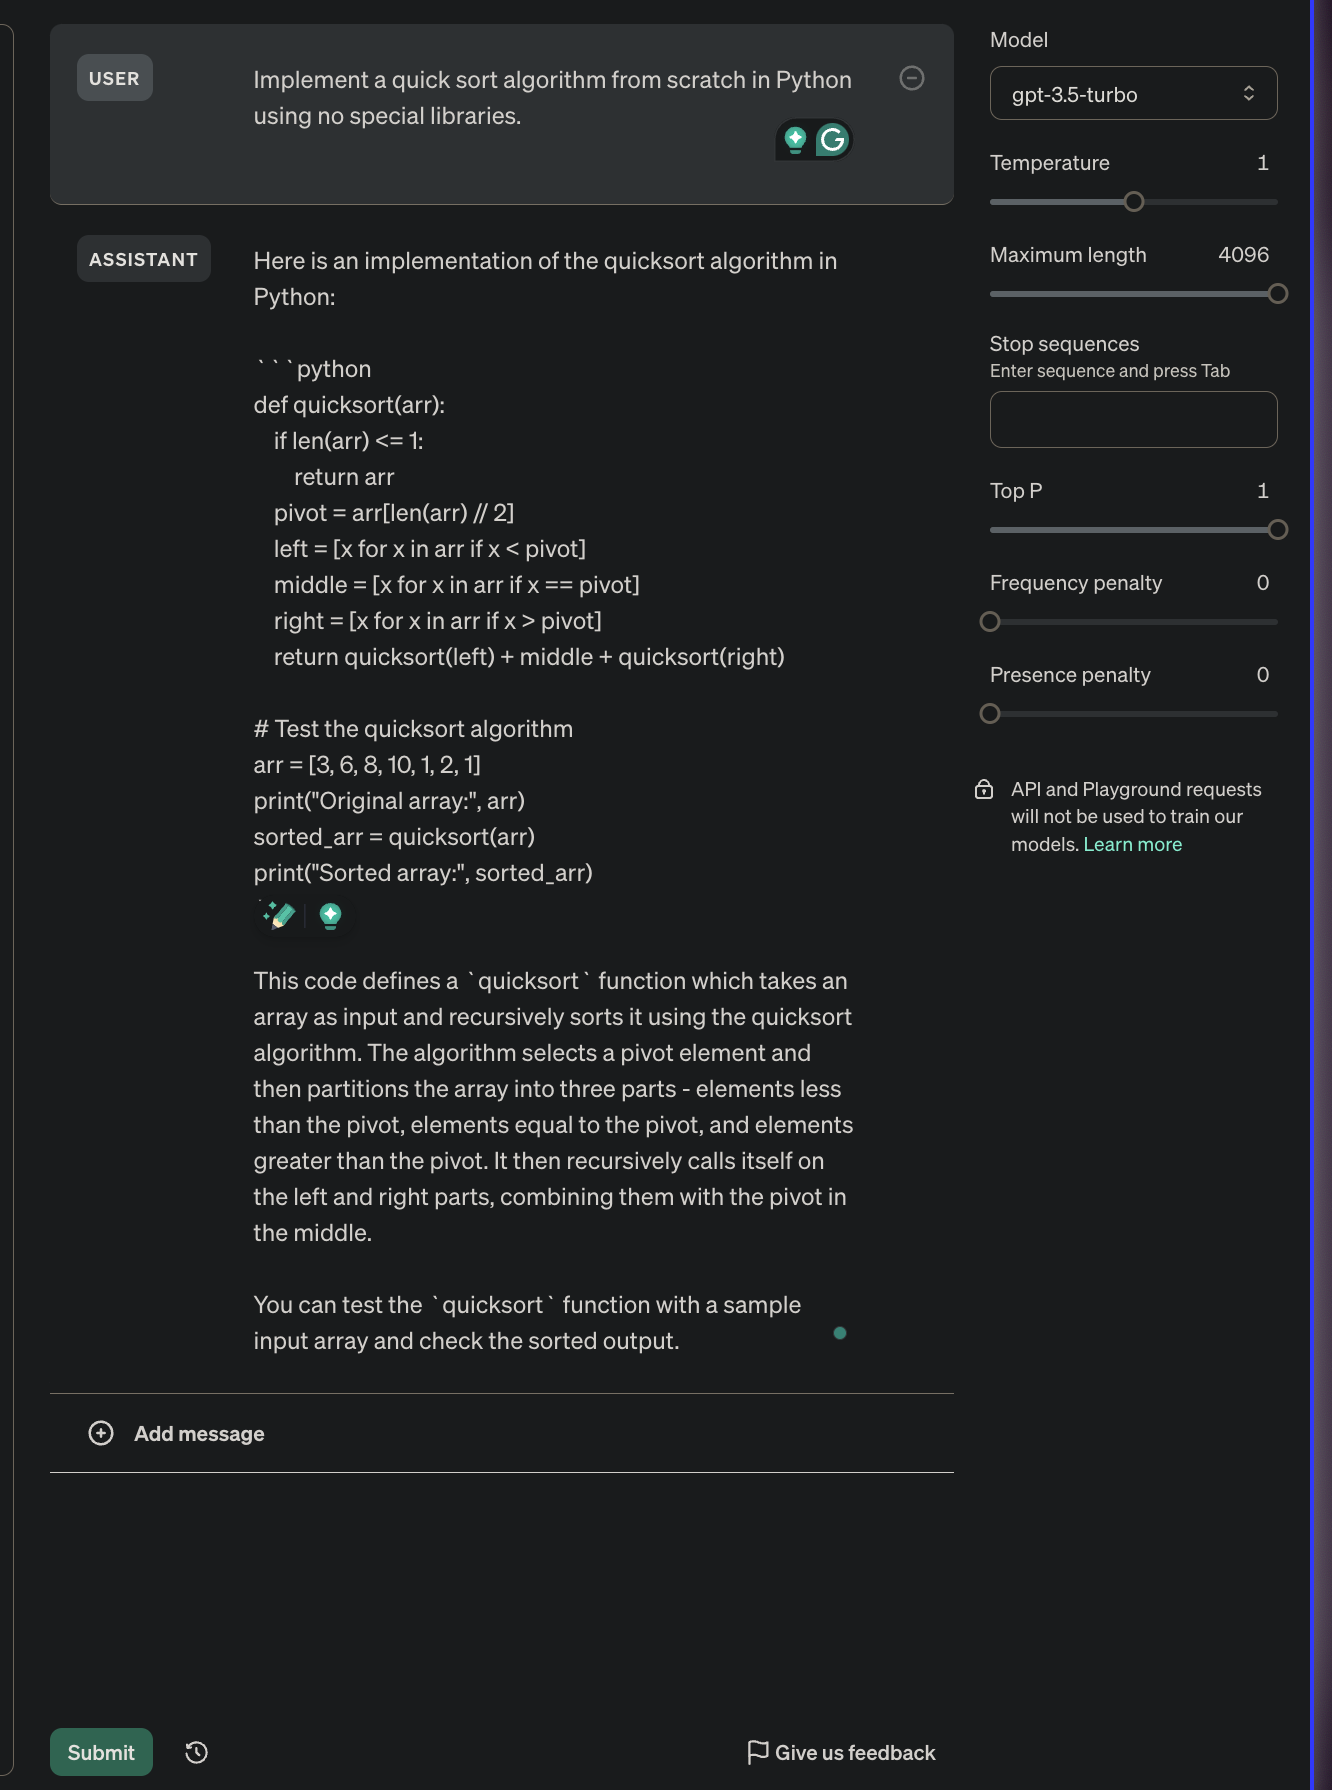 USER
Implement a quick sort algorithm from scratch in Python
using no special libraries.
ASSISTANT
Here is an implementation of the quicksort algorithm in
Python:
```python
def quicksort(arr):
    if len(arr) <= 1:
        return arr
    pivot = arr[len(arr) // 2]
    left = [x for x in arr if x < pivot]
    middle = [x for x in arr if x == pivot]
    right = [x for x in arr if x > pivot]
    return quicksort(left) + middle + quicksort(right)
# Test the quicksort algorithm
arr = [3, 6, 8, 10, 1, 2, 1]
print("Original array:", arr)
sorted_arr = quicksort(arr)
print("Sorted array:", sorted_arr)
This code defines a `quicksort` function which takes an
array as input and recursively sorts it using the quicksort
algorithm. The algorithm selects a pivot element and
then partitions the array into three parts - elements less
than the pivot, elements equal to the pivot, and elements
greater than the pivot. It then recursively calls itself on
the left and right parts, combining them with the pivot in
the middle.
You can test the `quicksort` function with a sample
input array and check the sorted output.
Add message
Submit
Give us feedback
Model
gpt-3.5-turbo
Temperature 1
Maximum length 4096
Stop sequences
Enter sequence and press Tab
Top P 1
Frequency penalty 0
Presence penalty 0
API and Playground requests
will not be used to train our
models. Learn more